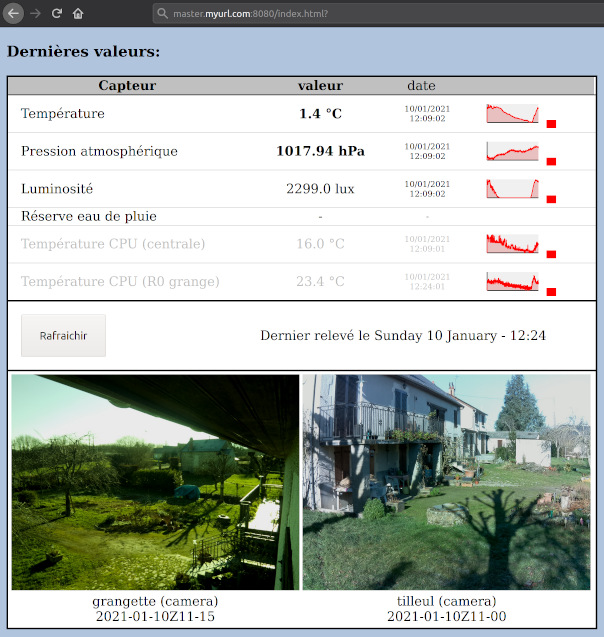 master.myurl.com:8080/index.html?
Dernières valeurs:
Capteur valeur date
Température 1.4 °C 10/01/2021
12:09:02
Pression atmosphérique 1017.94 hPa 10/01/2021
12:09:02
Luminosité 2299.0 lux 10/01/2021
12:09:02
Réserve eau de pluie - -
Température CPU (centrale) 16.0 °C 10/01/2021
12:09:01
Température CPU (R0 grange) 23.4 °C 10/01/2021
12:24:01
Rafraichir Dernier relevé le Sunday 10 January - 12:24
grangette (camera)
2021-01-10Z11-15
tilleul (camera)
2021-01-10Z11-00